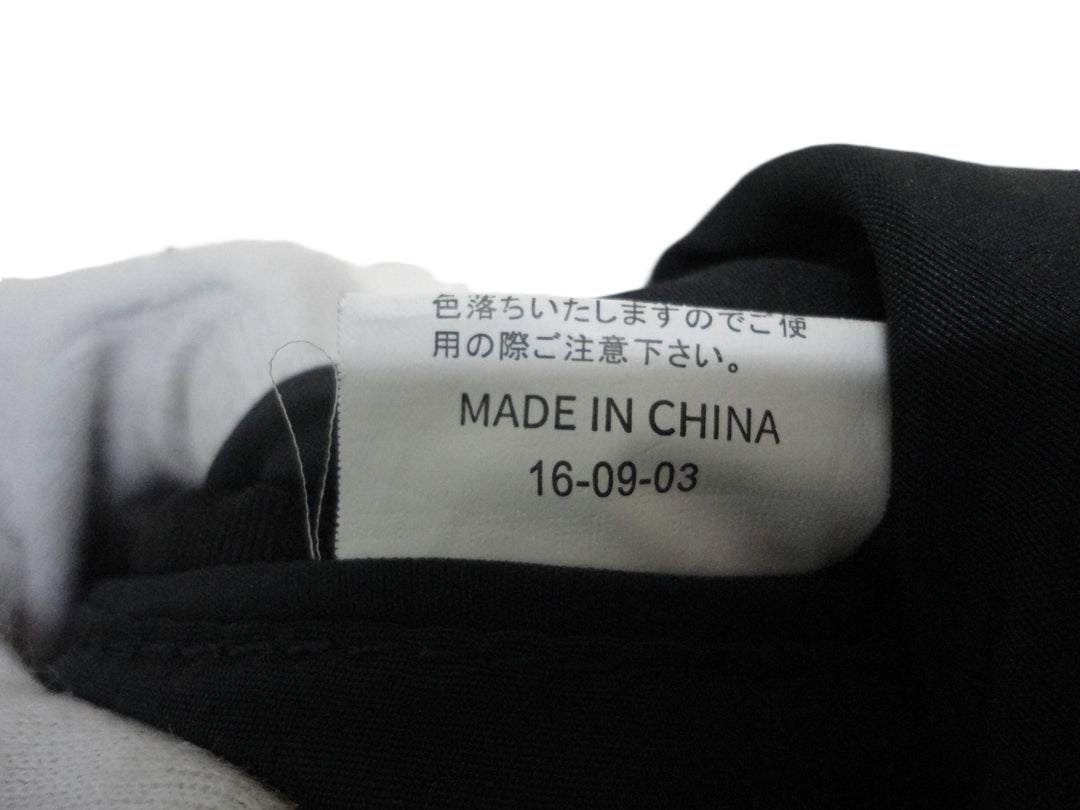 色落ちいたしますのでご使
用の際ご注意下さい。
MADE IN CHINA
16-09-03